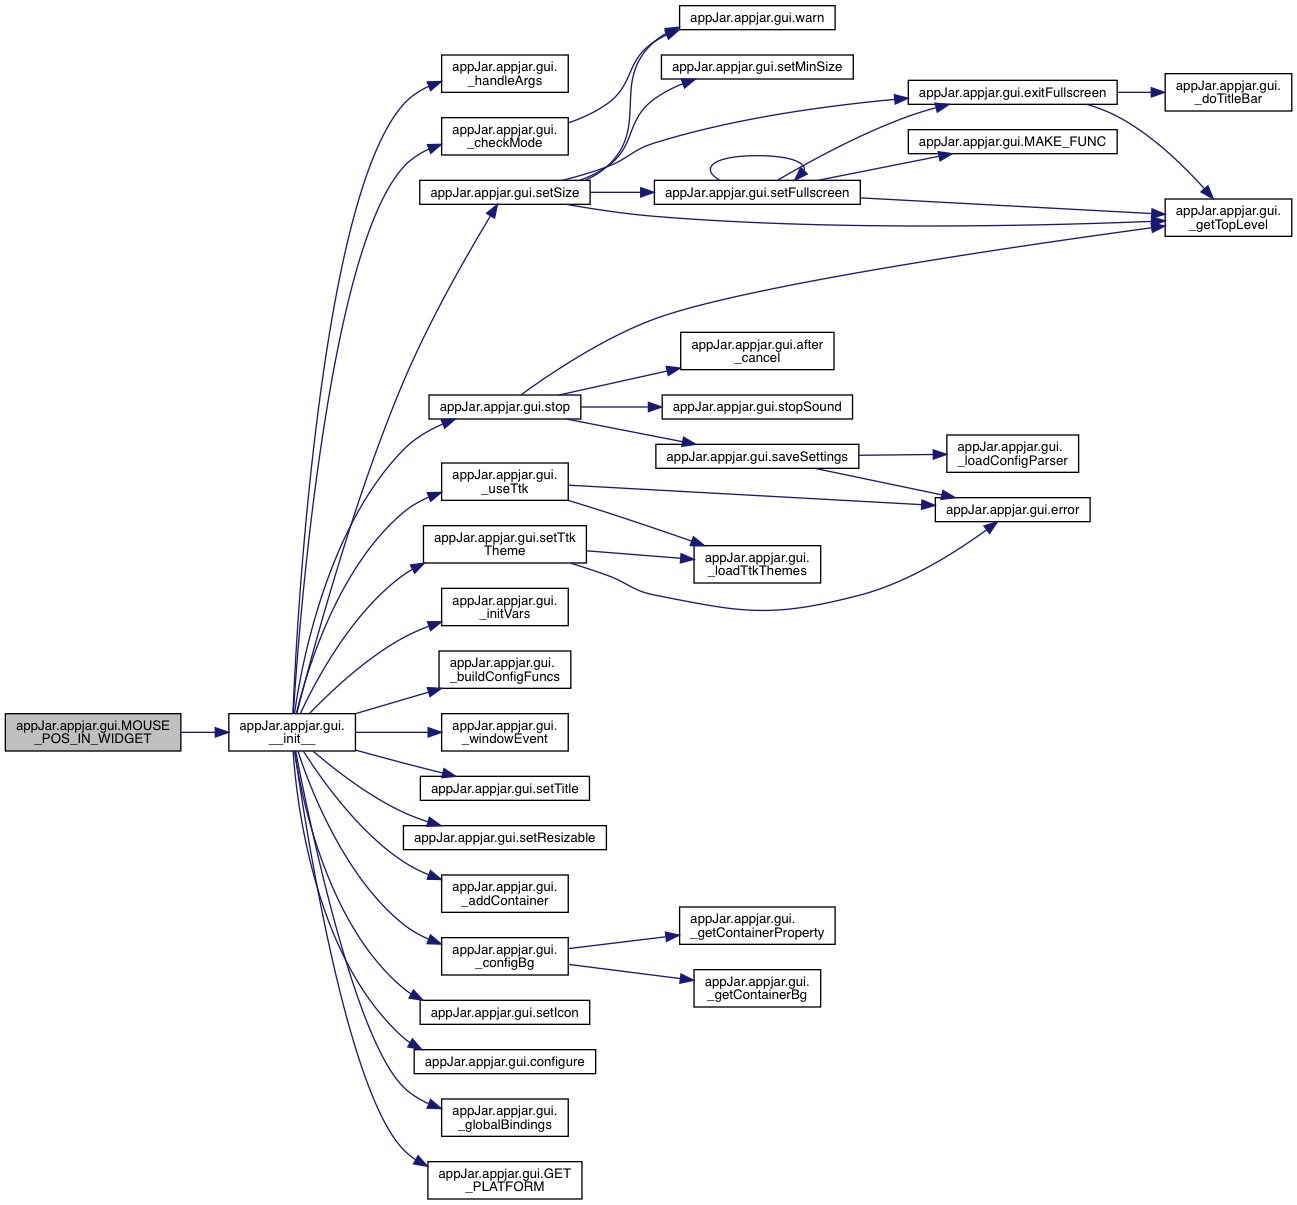 appJar.appjar.gui.warn
appJar.appjar.gui.
_handleArgs
appJar.appjar.gui.setMinSize
appJar.appjar.gui.exitFullscreen
appJar.appjar.gui.
_doTitleBar
appJar.appjar.gui.
_checkMode
appJar.appjar.gui.MAKE_FUNC
appJar.appjar.gui.setSize
appJar.appjar.gui.setFullscreen
appJar.appjar.gui.
_getTopLevel
appJar.appjar.gui.after
_cancel
appJar.appjar.gui.stop
appJar.appjar.gui.stopSound
appJar.appjar.gui.saveSettings
appJar.appjar.gui.
_loadConfigParser
appJar.appjar.gui.
_useTtk
appJar.appjar.gui.error
appJar.appjar.gui.setTtk
Theme
appJar.appjar.gui.
_loadTtkThemes
appJar.appjar.gui.
_initVars
appJar.appjar.gui.
_buildConfigFuncs
appJar.appjar.gui.MOUSE
_POS_IN_WIDGET
appJar.appjar.gui.
__init__
appJar.appjar.gui.
_windowEvent
appJar.appjar.gui.setTitle
appJar.appjar.gui.setResizable
appJar.appjar.gui.
_addContainer
appJar.appjar.gui.
_getContainerProperty
appJar.appjar.gui.
_configBg
appJar.appjar.gui.
_getContainerBg
appJar.appjar.gui.setIcon
appJar.appjar.gui.configure
appJar.appjar.gui.
_globalBindings
appJar.appjar.gui.GET
_PLATFORM